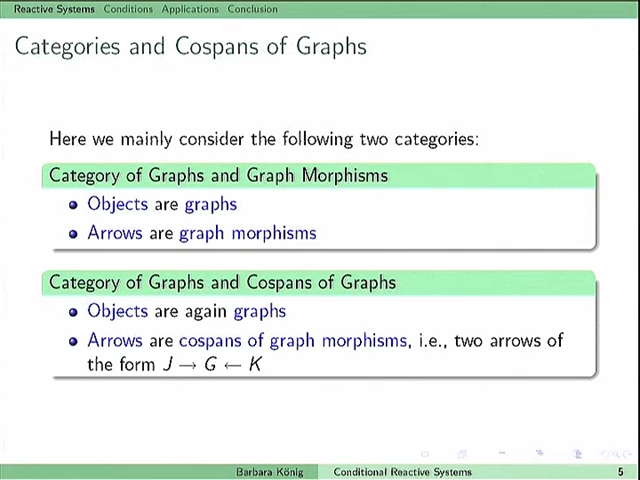 Reactive Systems Conditions Applications Conclusion
Categories and Cospans of Graphs
Here we mainly consider the following two categories:
Category of Graphs and Graph Morphisms
Objects are graphs
Arrows are graph morphisms
Category of Graphs and Cospans of Graphs
Objects are again graphs
Arrows are cospans of graph morphisms, i.e., two arrows of
the form J → G ← K
Barbara König Conditional Reactive Systems 5